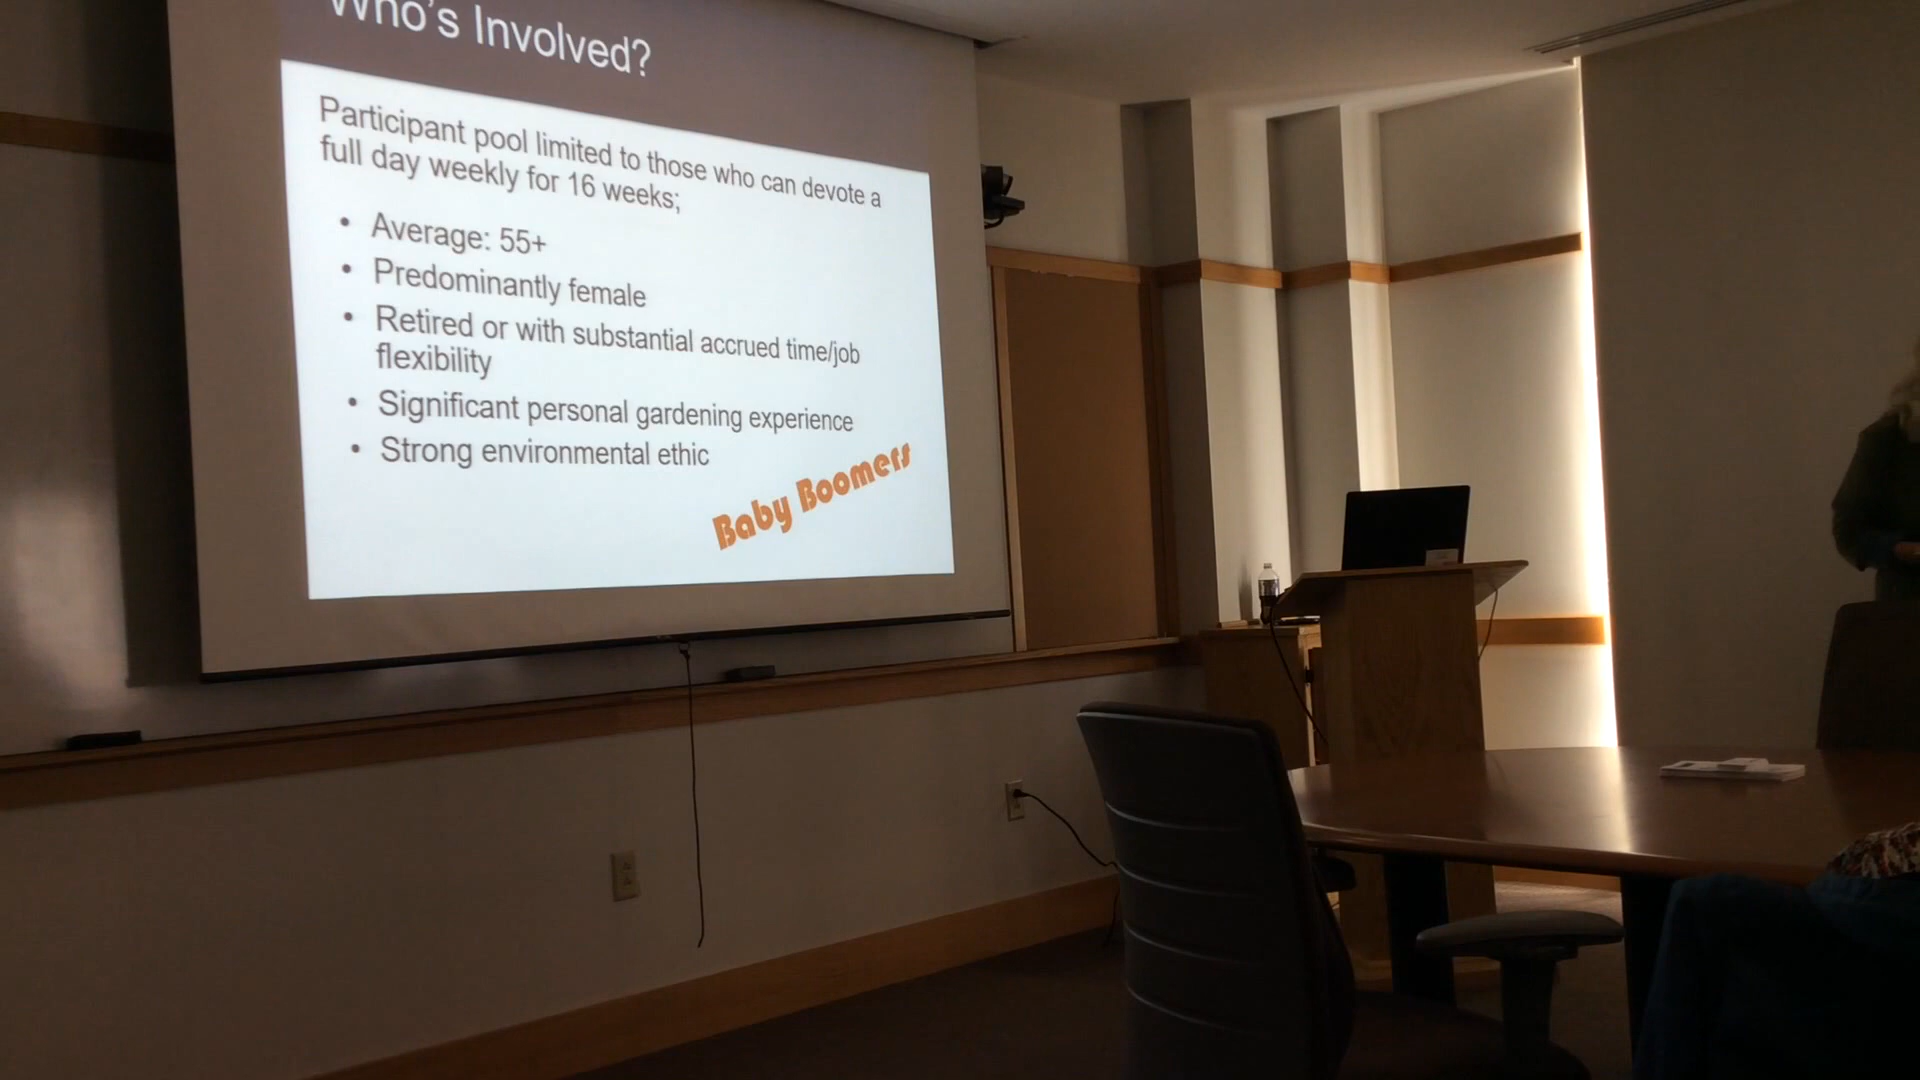 Who's Involved?
Participant pool limited to those who can devote a
full day weekly for 16 weeks;
• Average: 55+
• Predominantly female
• Retired or with substantial accrued time/job
flexibility
• Significant personal gardening experience
• Strong environmental ethic
Baby Boomers